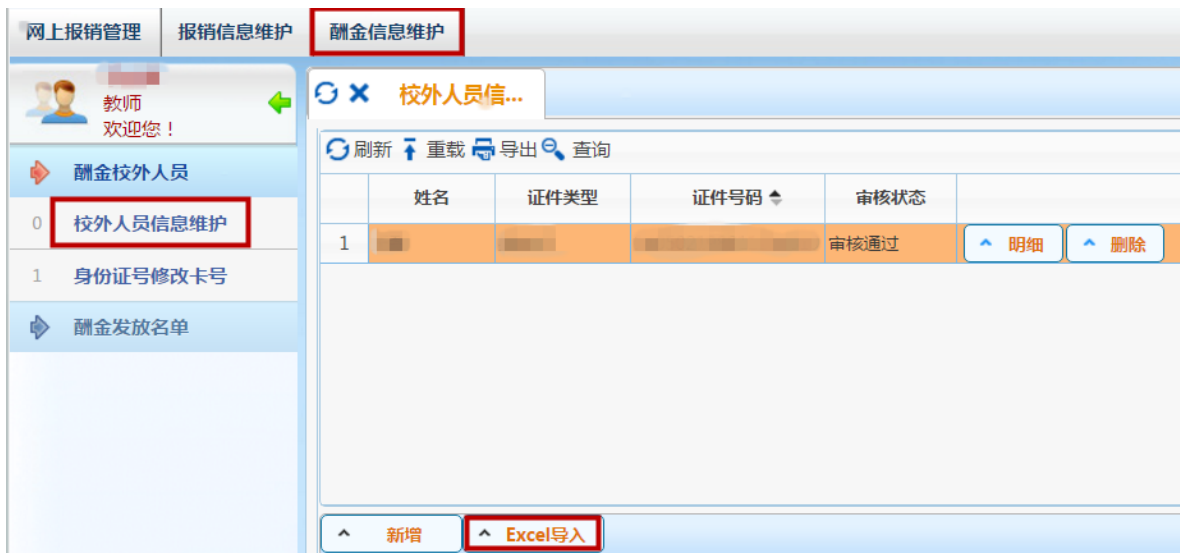 网上报销管理 报销信息维护 酬金信息维护
教师
欢迎您！
校外人员信...
刷新 重载 导出 查询
酬金校外人员
0 校外人员信息维护
1 身份证号修改卡号
酬金发放名单
姓名 证件类型 证件号码 审核状态
1 审核通过 明细 删除
新增 Excel导入